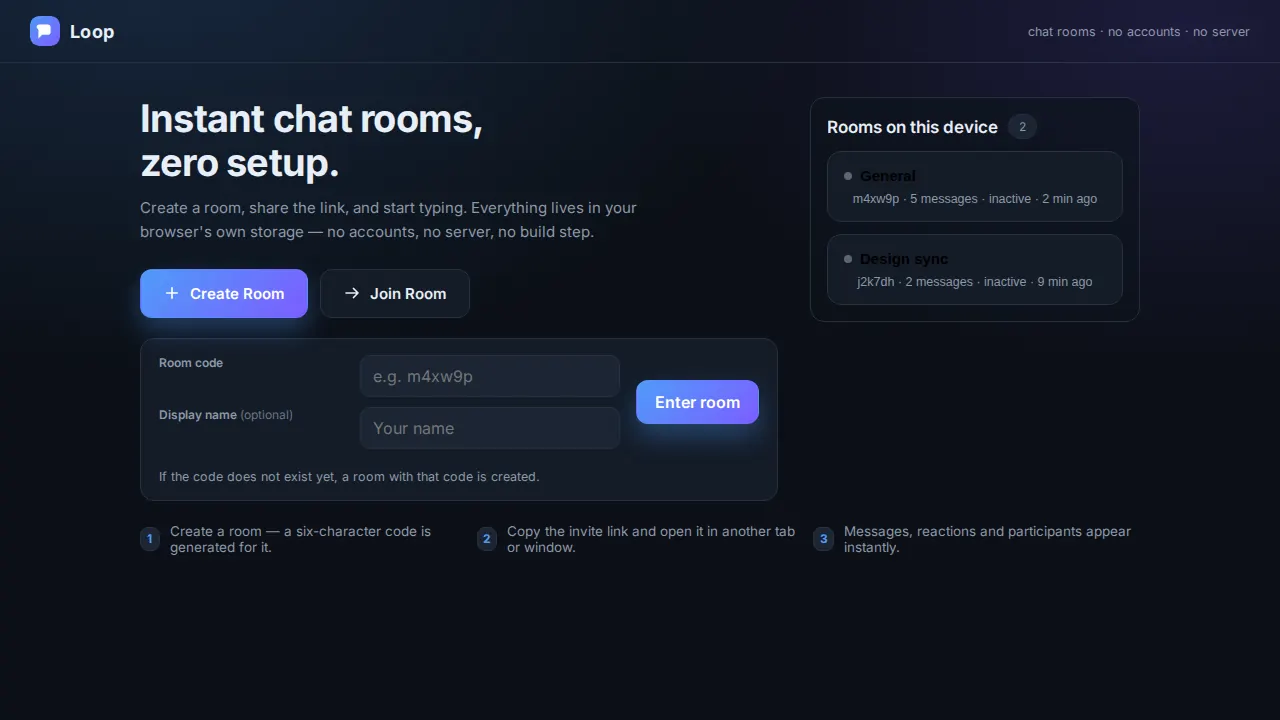 Loop
chat rooms · no accounts · no server
Instant chat rooms,
zero setup.
Create a room, share the link, and start typing. Everything lives in your
browser's own storage — no accounts, no server, no build step.
Create Room
Join Room
Room code
e.g. m4xw9p
Display name (optional)
Your name
Enter room
If the code does not exist yet, a room with that code is created.
Rooms on this device 2
General
m4xw9p · 5 messages · inactive · 2 min ago
Design sync
j2k7dh · 2 messages · inactive · 9 min ago
1 Create a room — a six-character code is
generated for it.
2 Copy the invite link and open it in another tab
or window.
3 Messages, reactions and participants appear
instantly.